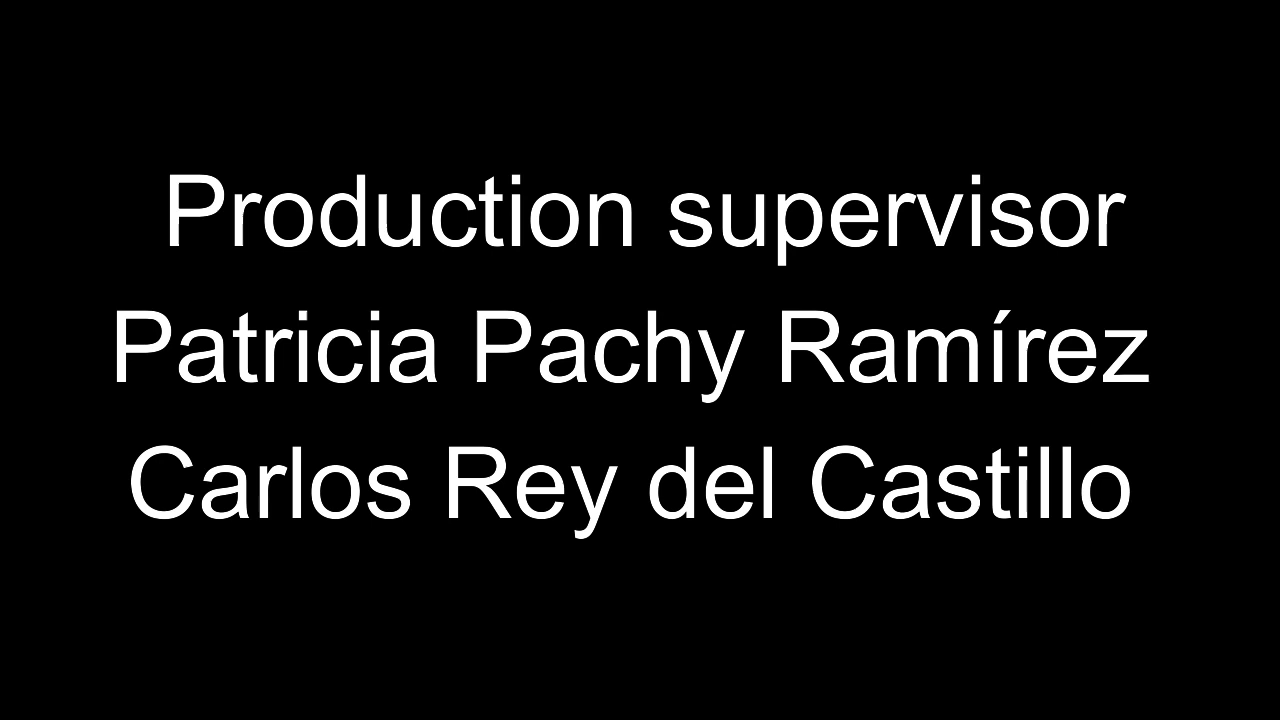 Production supervisor
Patricia Pachy Ramírez
Carlos Rey del Castillo